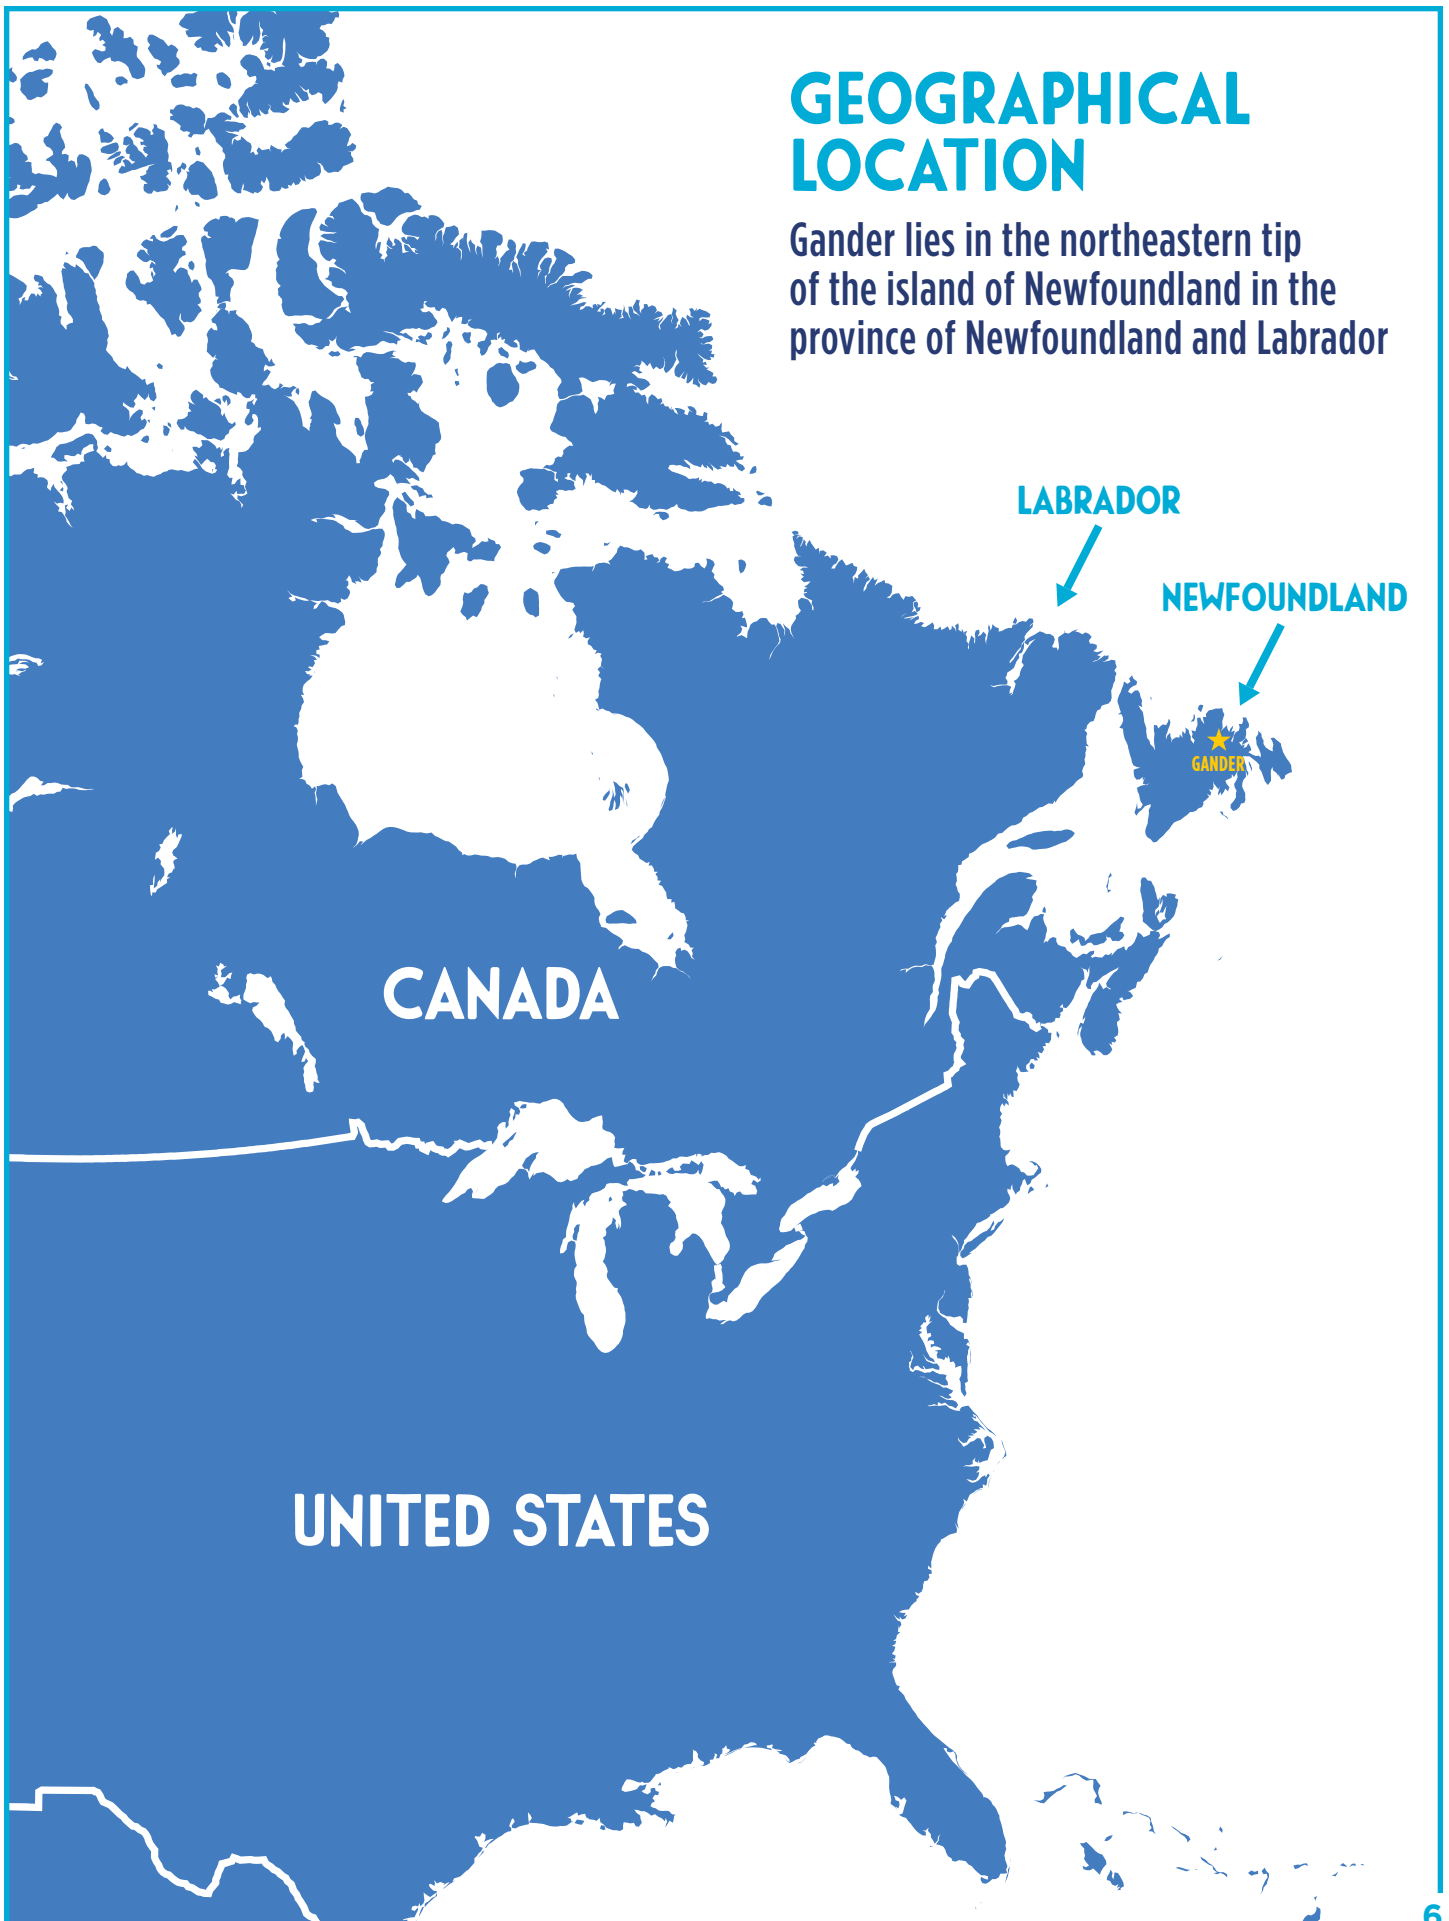 GEOGRAPHICAL
LOCATION
Gander lies in the northeastern tip
of the island of Newfoundland in the
province of Newfoundland and Labrador
LABRADOR
NEWFOUNDLAND
GANDER
CANADA
UNITED STATES
6